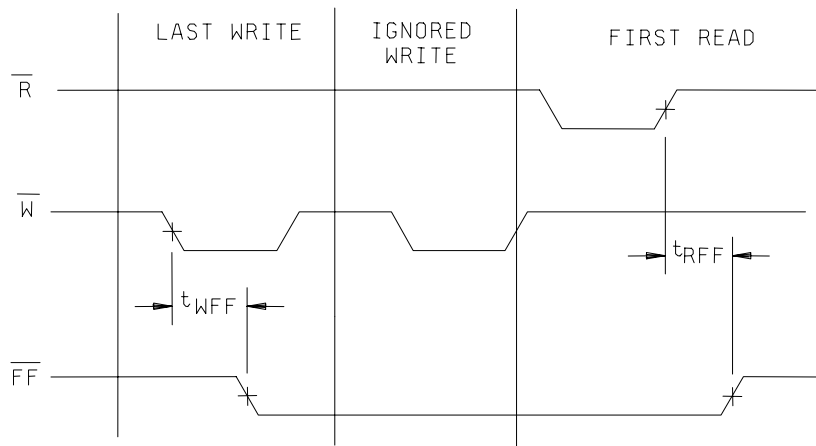 LAST WRITE
IGNORED
WRITE
FIRST READ
R
W
tRFF
tWFF
FF